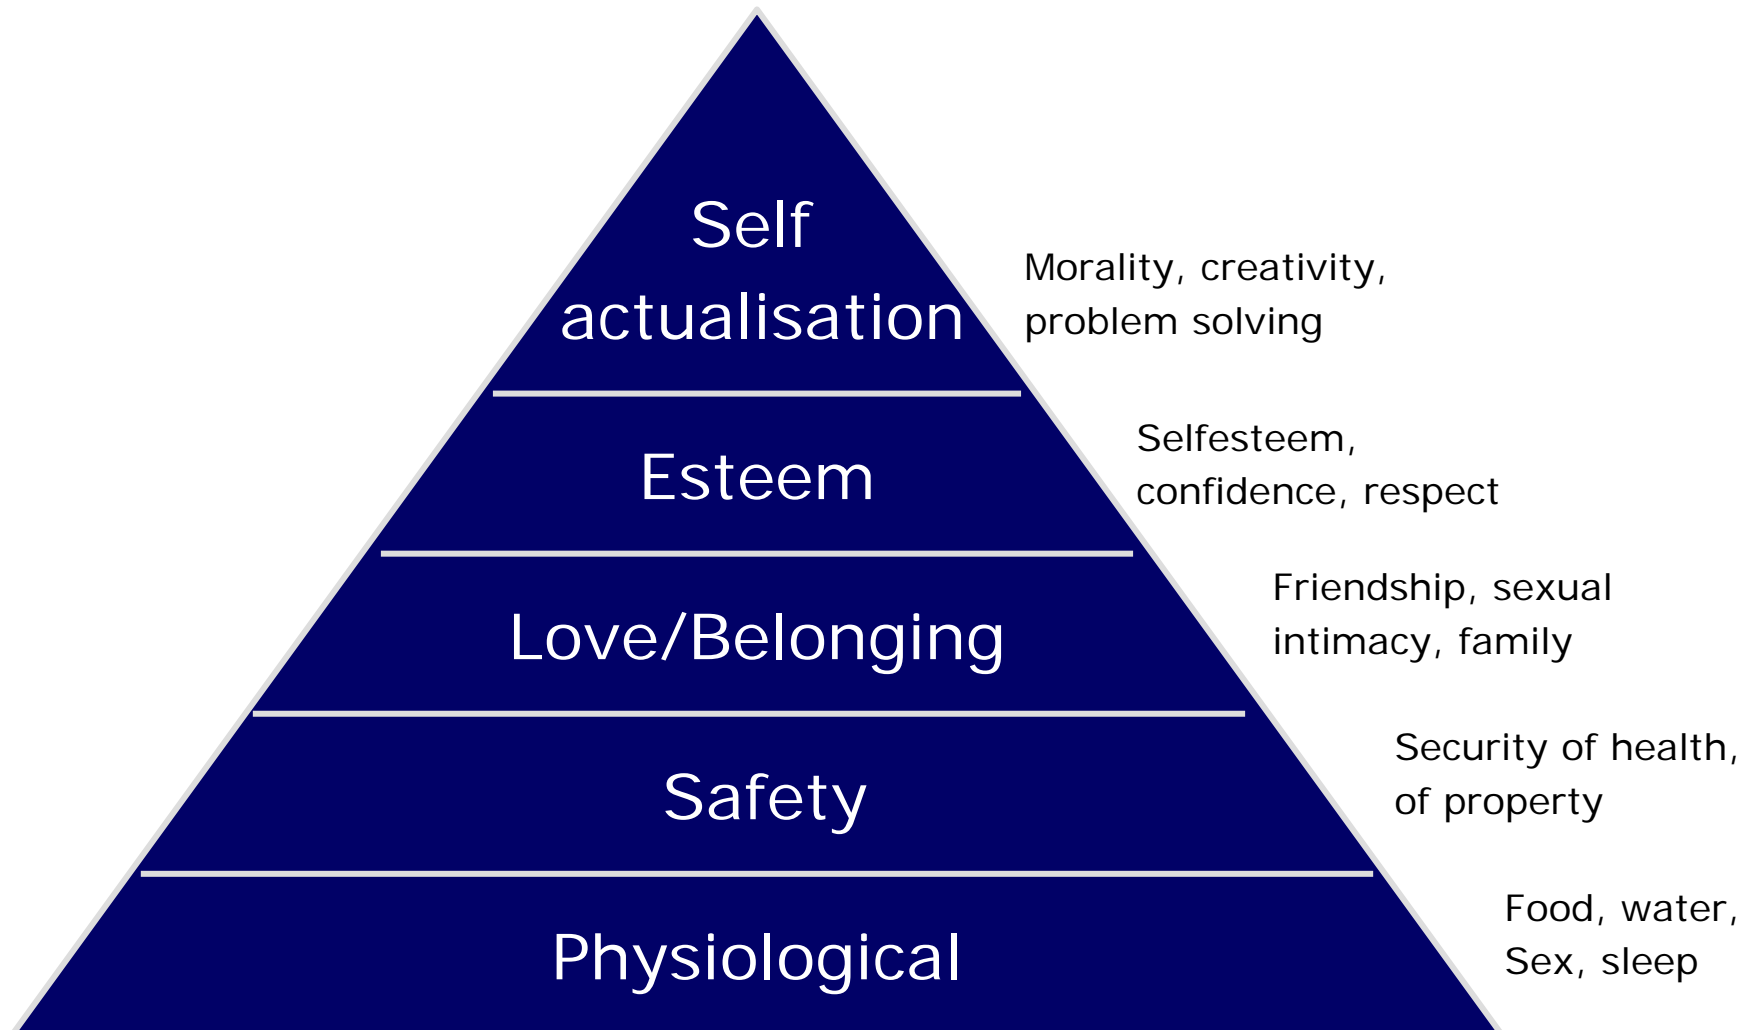 Self
actualisation
Morality, creativity,
problem solving
Esteem
Selfesteem,
confidence, respect
Love/Belonging
Friendship, sexual
intimacy, family
Safety
Security of health,
of property
Physiological
Food, water,
Sex, sleep